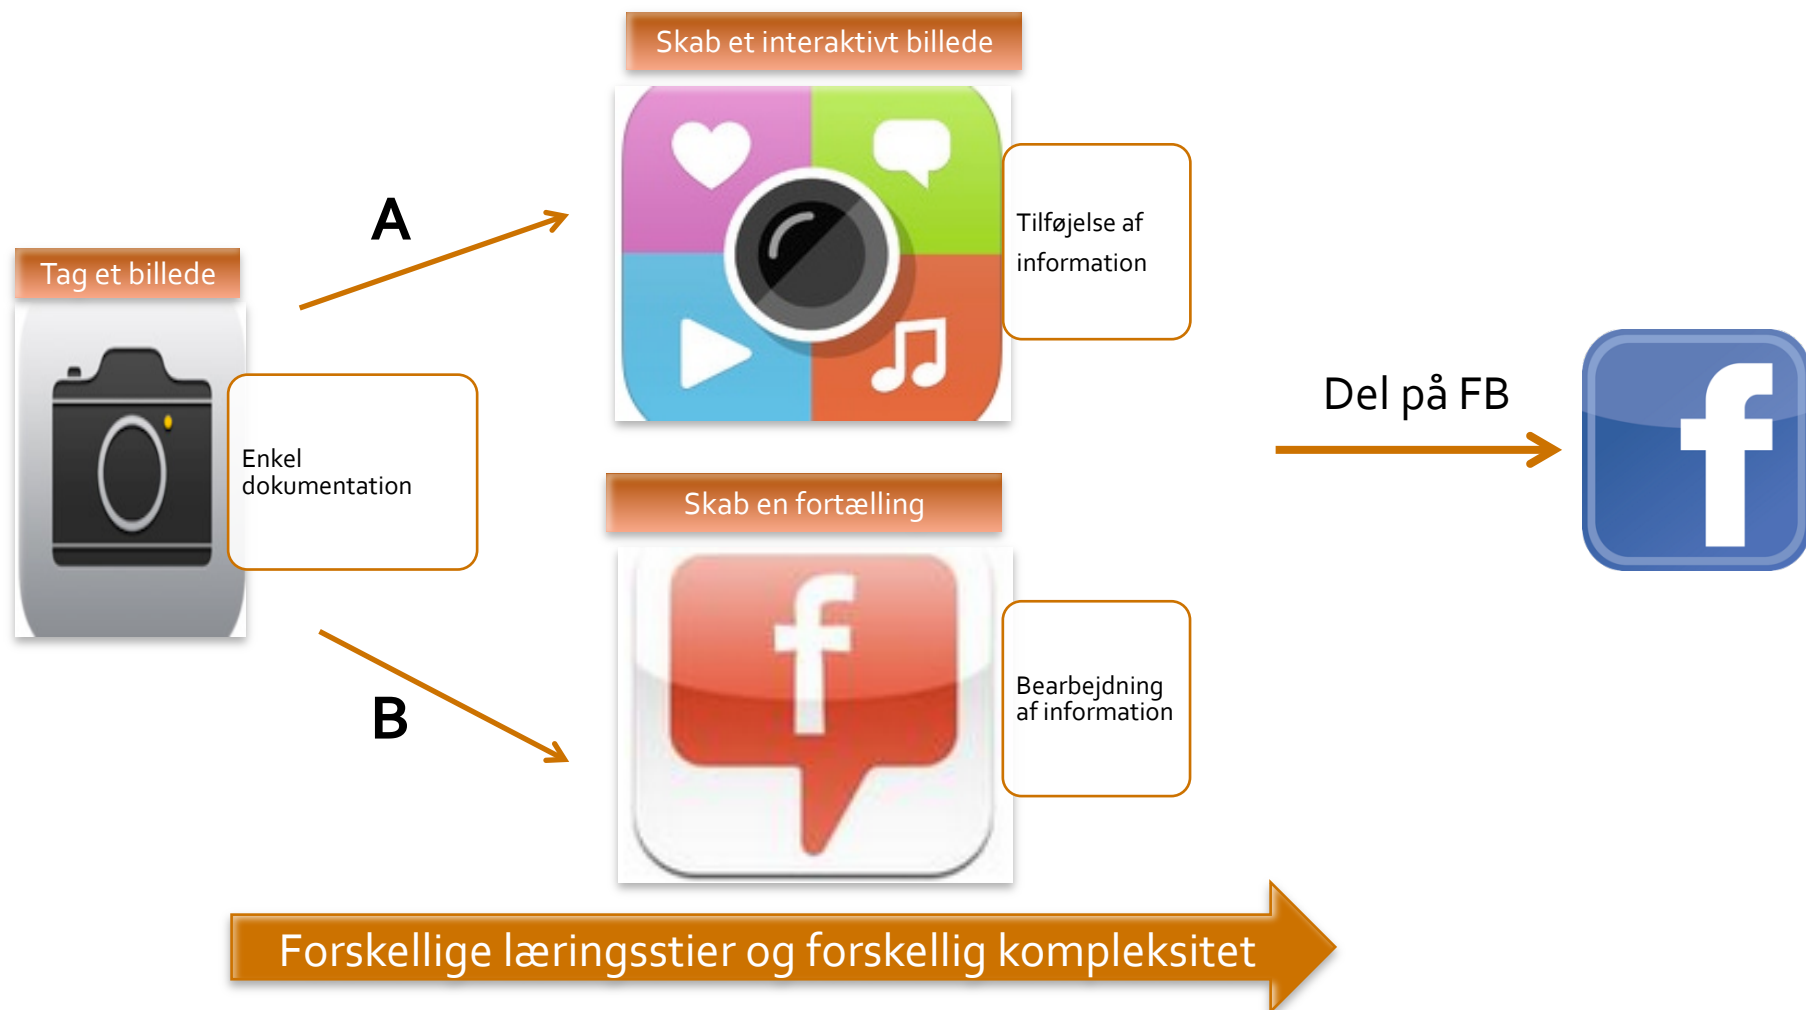 Skab et interaktivt billede
A
Tilføjelse af
information
Tag et billede
Enkel
dokumentation
Del på FB
f
Skab en fortælling
f
B
Bearbejdning
af information
Forskellige læringsstier og forskellig kompleksitet